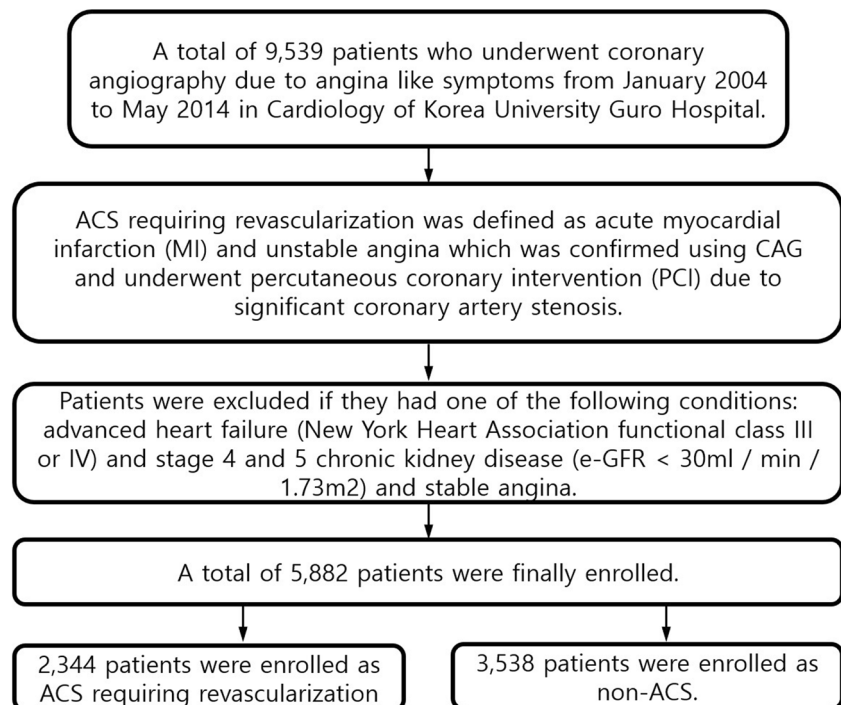 A total of 9,539 patients who underwent coronary
angiography due to angina like symptoms from January 2004
to May 2014 in Cardiology of Korea University Guro Hospital.
ACS requiring revascularization was defined as acute myocardial
infarction (MI) and unstable angina which was confirmed using CAG
and underwent percutaneous coronary intervention (PCI) due to
significant coronary artery stenosis.
Patients were excluded if they had one of the following conditions:
advanced heart failure (New York Heart Association functional class III
or IV) and stage 4 and 5 chronic kidney disease (e-GFR < 30ml / min /
1.73m2) and stable angina.
A total of 5,882 patients were finally enrolled.
2,344 patients were enrolled as
ACS requiring revascularization
3,538 patients were enrolled as
non-ACS.